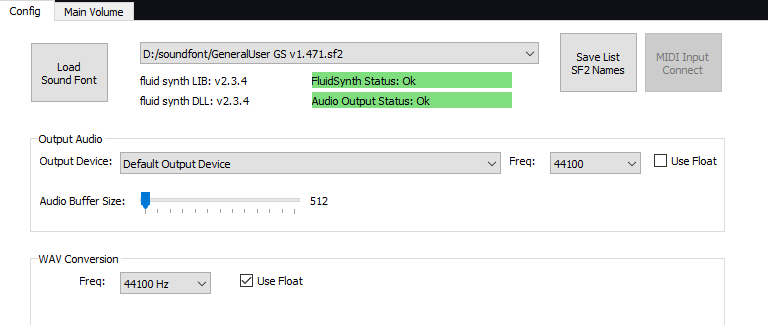 Config
Main Volume
Load
Sound Font
D:/soundfont/GeneralUser GS v1.471.sf2
Save List
SF2 Names
MIDI Input
Connect
fluid synth LIB: v2.3.4
FluidSynth Status: Ok
fluid synth DLL: v2.3.4
Audio Output Status: Ok
Output Audio
Output Device:
Default Output Device
Freq:
44100
Use Float
Audio Buffer Size:
512
WAV Conversion
Freq:
44100 Hz
Use Float